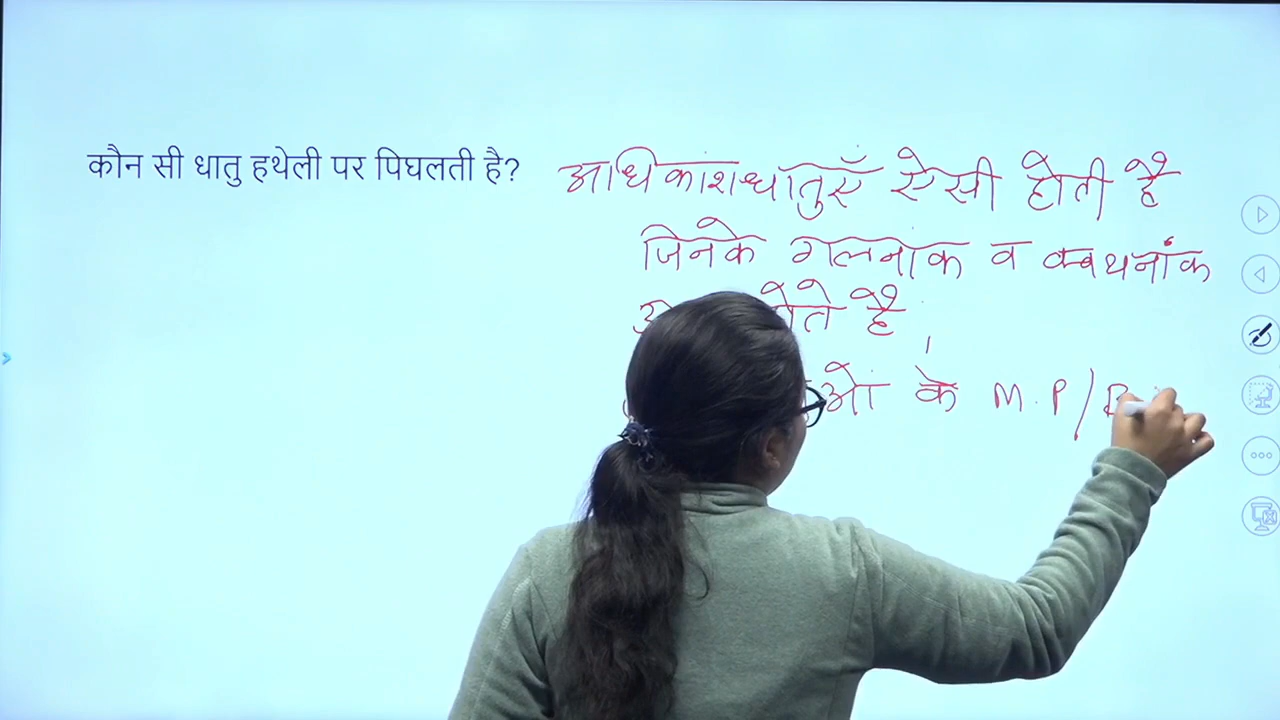 कौन सी धातु हथेली पर पिघलती है?
अधिकांश धातुएँ ऐसी होती है
जिनके गलनांक व क्वथनांक
होते है
के M.P/B